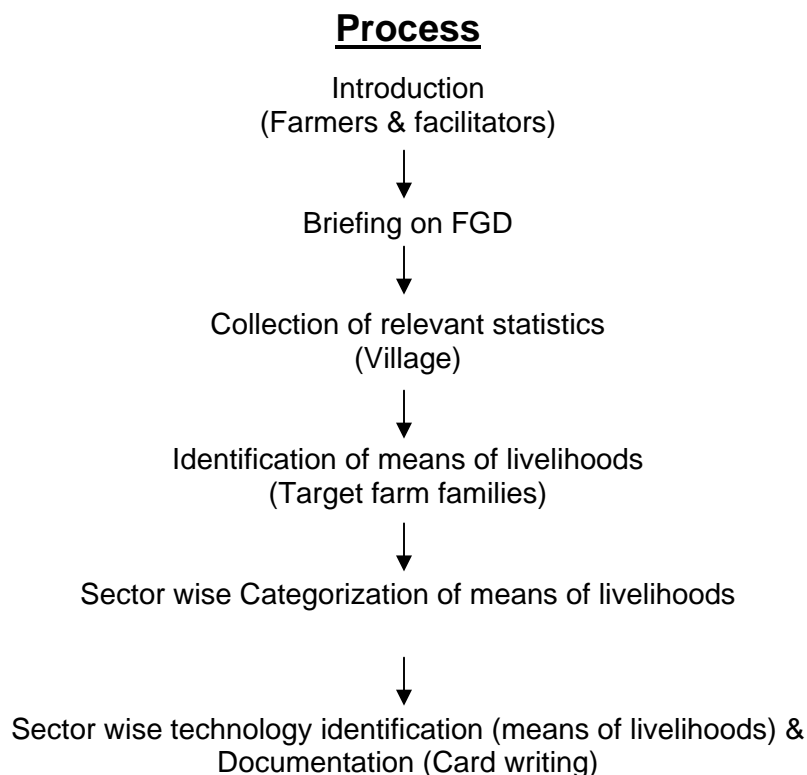 Process
Introduction
(Farmers & facilitators)
Briefing on FGD
Collection of relevant statistics
(Village)
Identification of means of livelihoods
(Target farm families)
Sector wise Categorization of means of livelihoods
Sector wise technology identification (means of livelihoods) &
Documentation (Card writing)